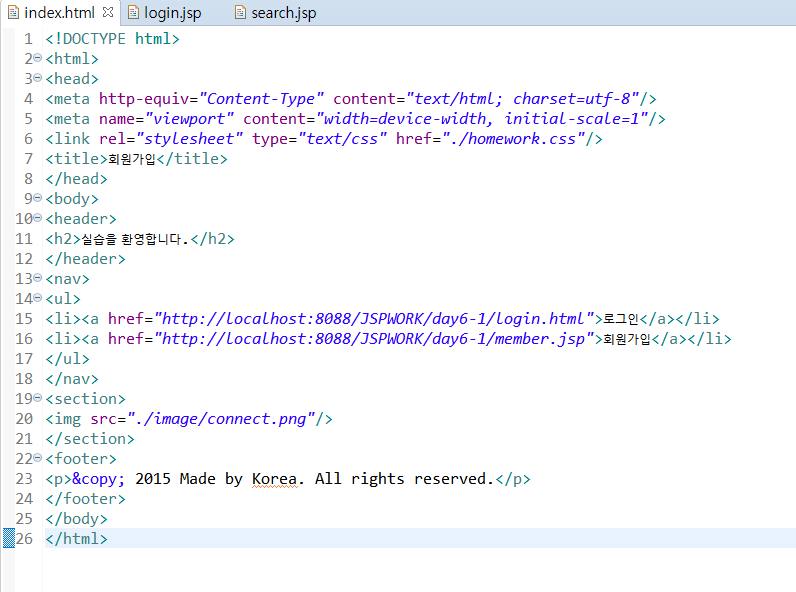 index.html login.jsp search.jsp
1 <!DOCTYPE html>
2 <html>
3 <head>
4 <meta http-equiv="Content-Type" content="text/html; charset=utf-8"/>
5 <meta name="viewport" content="width=device-width, initial-scale=1"/>
6 <link rel="stylesheet" type="text/css" href="./homework.css"/>
7 <title>회원가입</title>
8 </head>
9 <body>
10 <header>
11 <h2>실습을 환영합니다.</h2>
12 </header>
13 <nav>
14 <ul>
15 <li><a href="http://localhost:8088/JSPWORK/day6-1/login.html">로그인</a></li>
16 <li><a href="http://localhost:8088/JSPWORK/day6-1/member.jsp">회원가입</a></li>
17 </ul>
18 </nav>
19 <section>
20 <img src="./image/connect.png"/>
21 </section>
22 <footer>
23 <p>&copy; 2015 Made by Korea. All rights reserved.</p>
24 </footer>
25 </body>
26 </html>